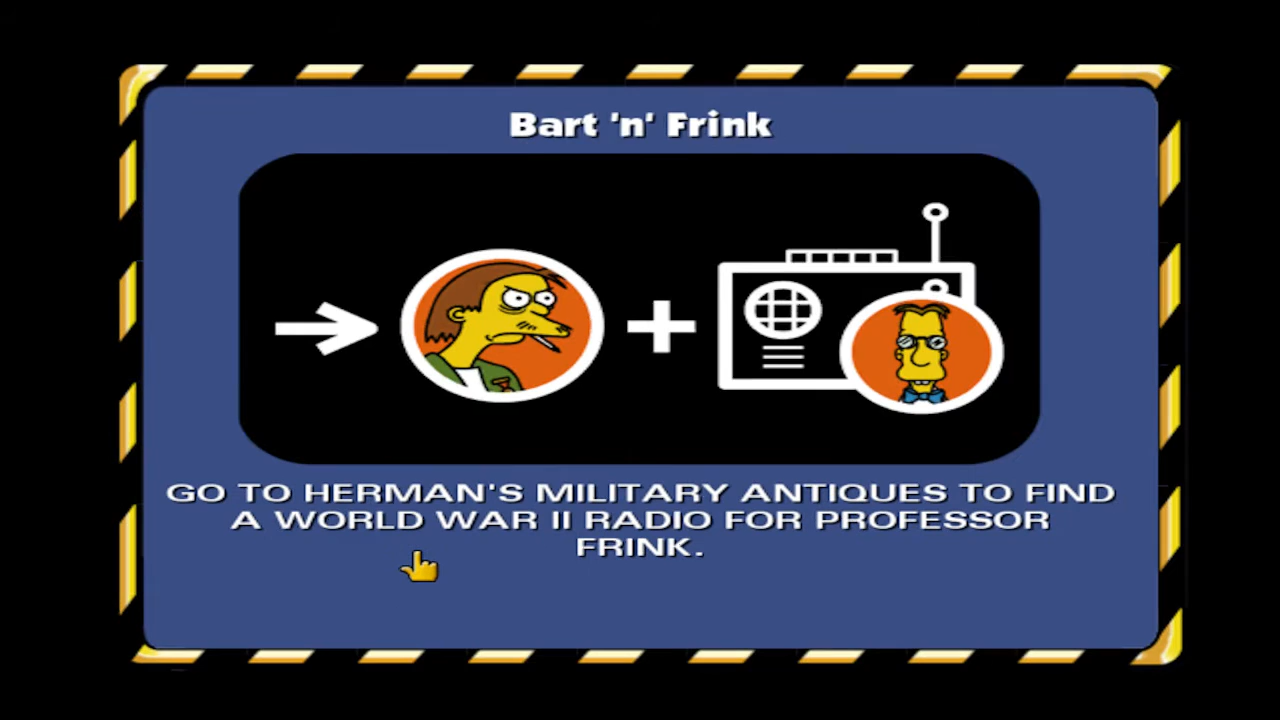 Bart 'n' Frink
GO TO HERMAN'S MILITARY ANTIQUES TO FIND
A WORLD WAR II RADIO FOR PROFESSOR
FRINK.